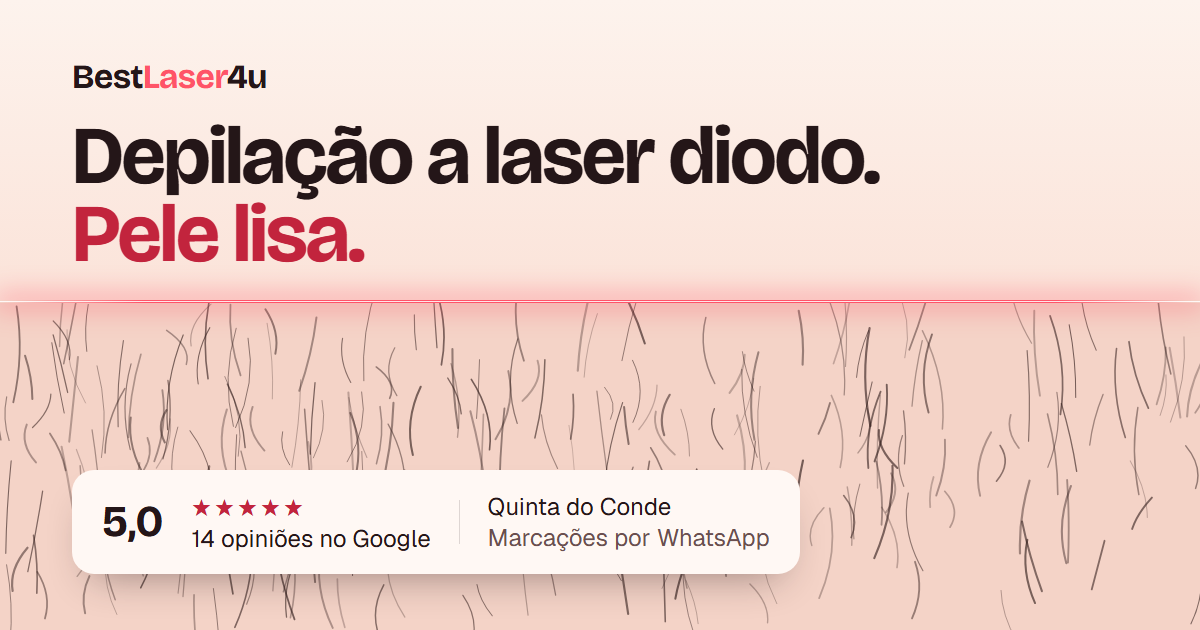 BestLaser4u
Depilação a laser diodo.
Pele lisa.
5,0
★★★★★
14 opiniões no Google
Quinta do Conde
Marcações por WhatsApp